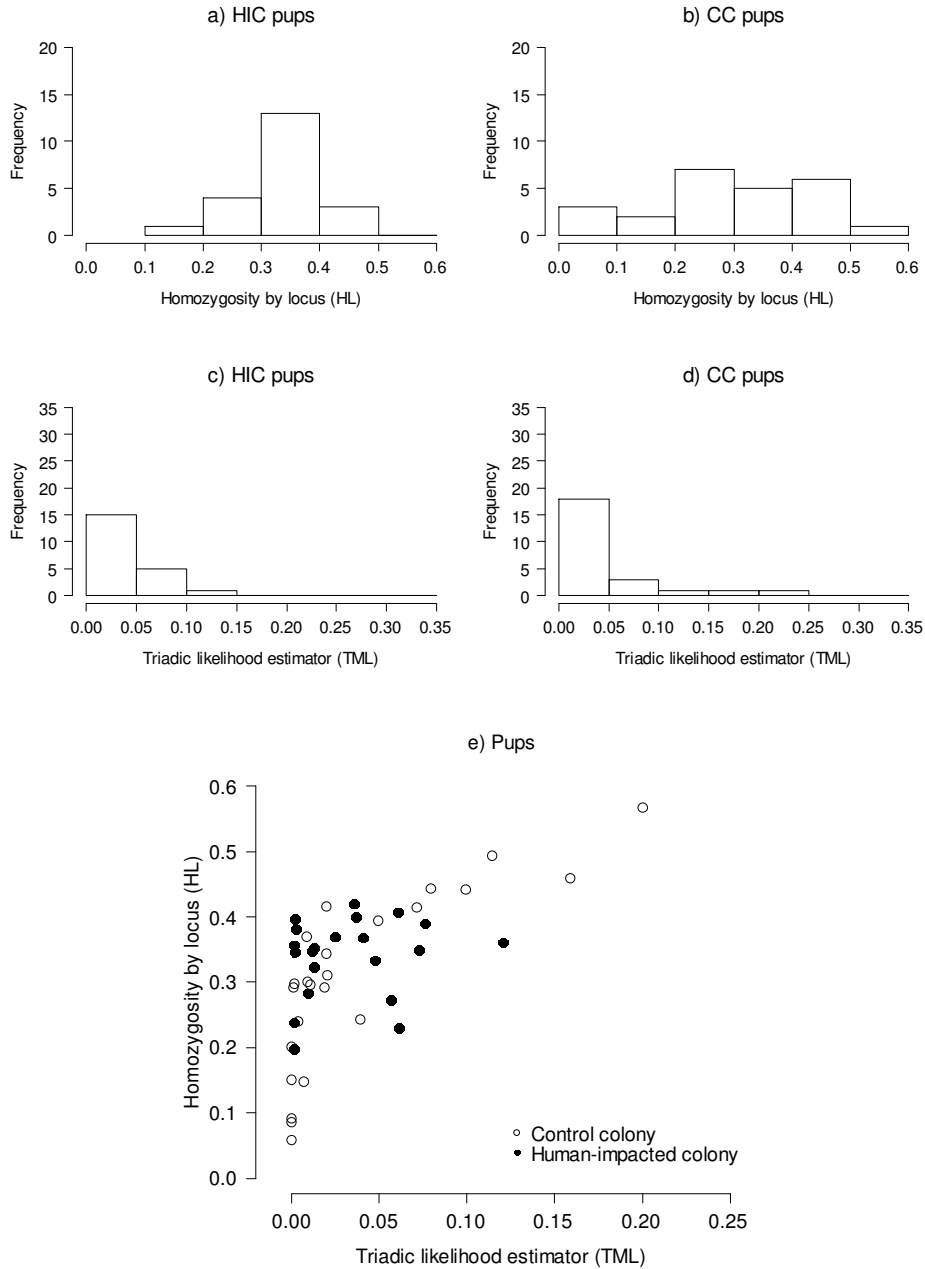 a) HIC pups
20
15
10
5
0
Frequency
0.0 0.1 0.2 0.3 0.4 0.5 0.6
Homozygosity by locus (HL)
b) CC pups
20
15
10
5
0
Frequency
0.0 0.1 0.2 0.3 0.4 0.5 0.6
Homozygosity by locus (HL)
c) HIC pups
35
30
25
20
15
10
5
0
Frequency
0.00 0.05 0.10 0.15 0.20 0.25 0.30 0.35
Triadic likelihood estimator (TML)
d) CC pups
35
30
25
20
15
10
5
0
Frequency
0.00 0.05 0.10 0.15 0.20 0.25 0.30 0.35
Triadic likelihood estimator (TML)
e) Pups
0.6
0.5
0.4
0.3
0.2
0.1
0.0
Homozygosity by locus (HL)
Control colony
Human-impacted colony
0.00 0.05 0.10 0.15 0.20 0.25
Triadic likelihood estimator (TML)